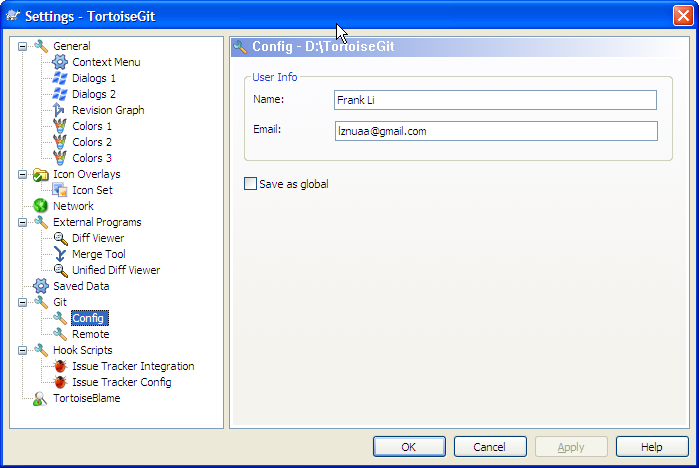 Settings - TortoiseGit
General
Context Menu
Dialogs 1
Dialogs 2
Revision Graph
Colors 1
Colors 2
Colors 3
Icon Overlays
Icon Set
Network
External Programs
Diff Viewer
Merge Tool
Unified Diff Viewer
Saved Data
Git
Config
Remote
Hook Scripts
Issue Tracker Integration
Issue Tracker Config
TortoiseBlame
Config - D:\TortoiseGit
User Info
Name: Frank Li
Email: lznuaa@gmail.com
Save as global
OK Cancel Apply Help